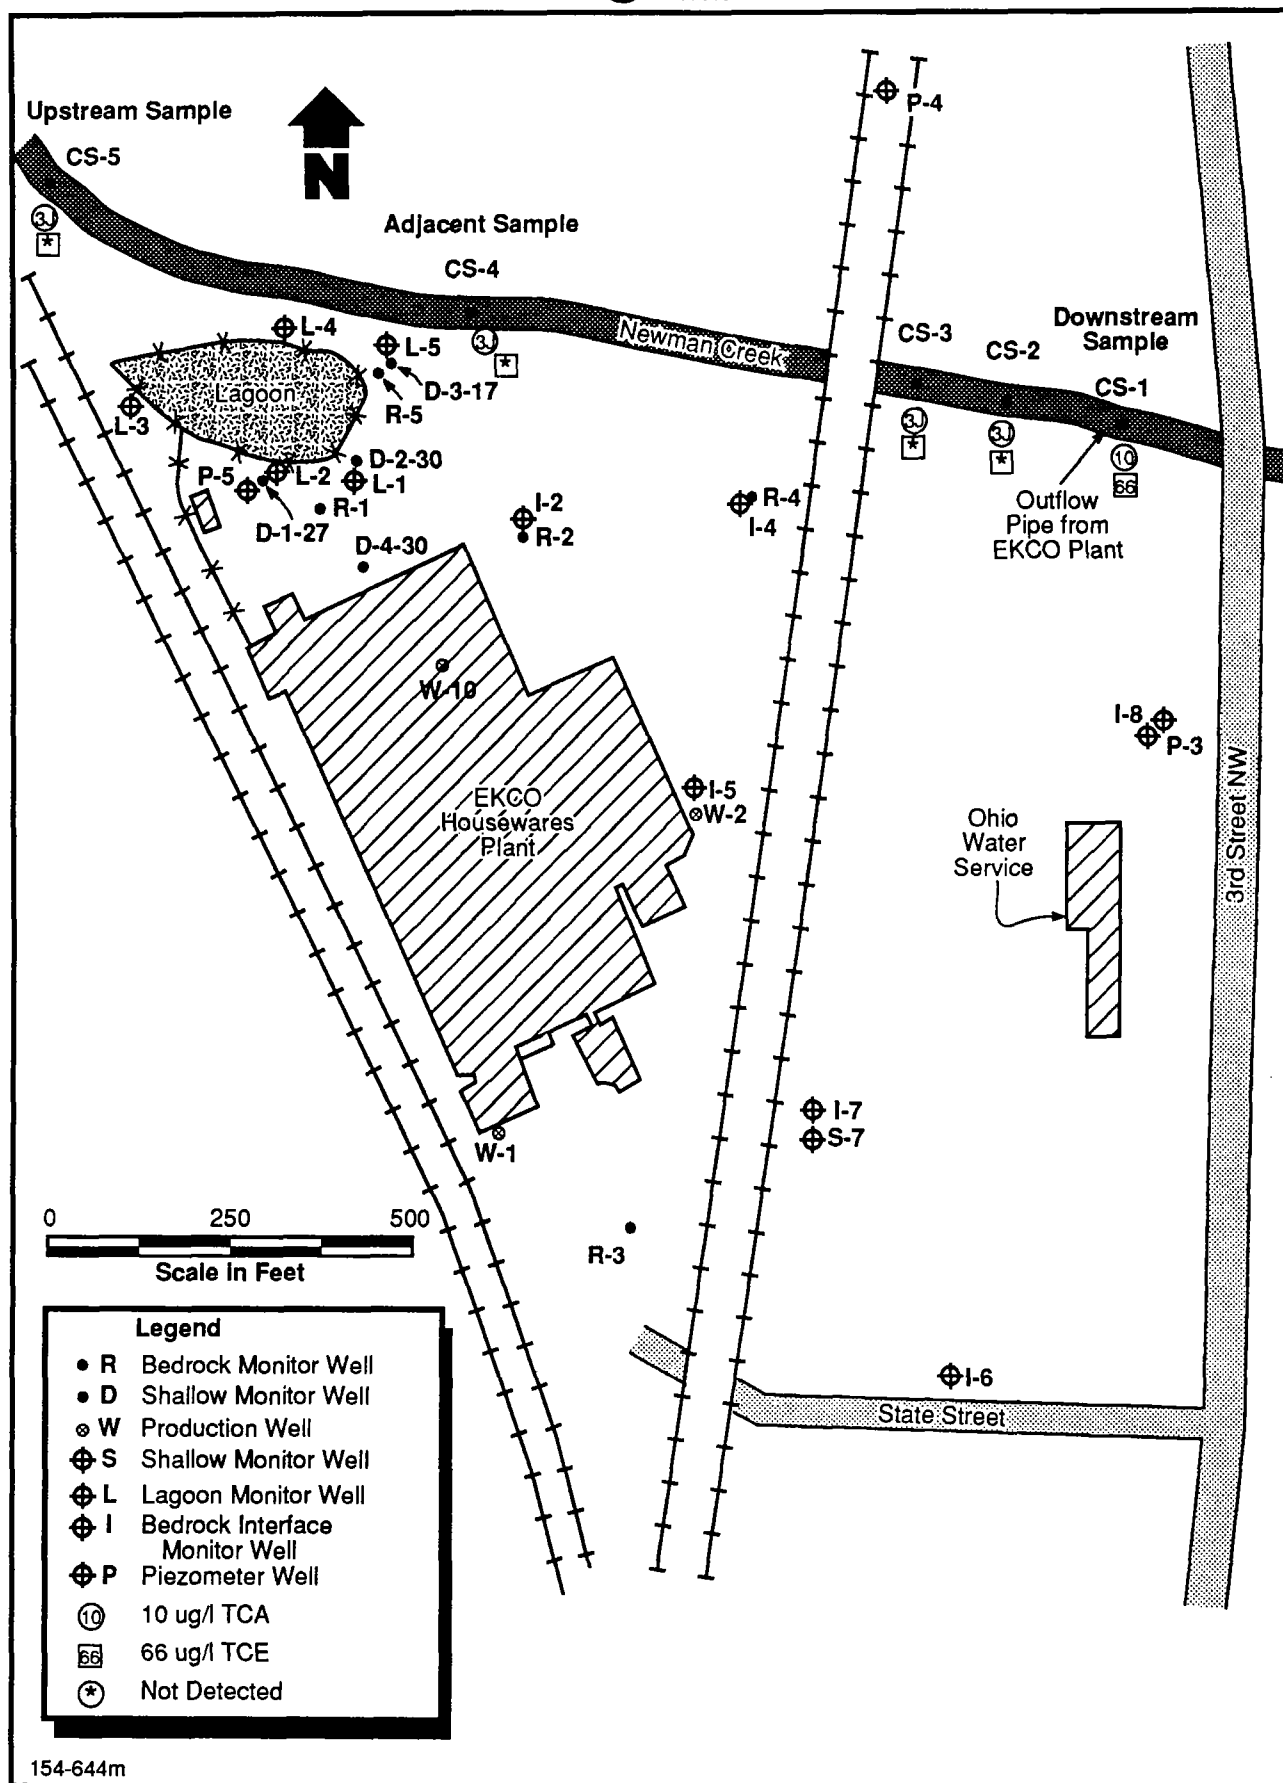 Upstream Sample
CS-5
3J
*
N
P-4
Adjacent Sample
CS-4
3J
*
Newman Creek
CS-3
3J
*
CS-2
3J
*
Downstream
Sample
CS-1
10
66
Outflow
Pipe from
EKCO Plant
L-4
L-5
D-3-17
R-5
Lagoon
L-3
D-2-30
L-2
L-1
P-5
D-1-27
R-1
D-4-30
I-2
R-2
R-4
I-4
W-10
EKCO
Housewares
Plant
I-5
W-2
I-8
P-3
Ohio
Water
Service
3rd Street NW
I-7
S-7
W-1
R-3
I-6
State Street
0 250 500
Scale In Feet
Legend
R Bedrock Monitor Well
D Shallow Monitor Well
W Production Well
S Shallow Monitor Well
L Lagoon Monitor Well
I Bedrock Interface
Monitor Well
P Piezometer Well
10 10 ug/l TCA
66 66 ug/l TCE
* Not Detected
154-644m